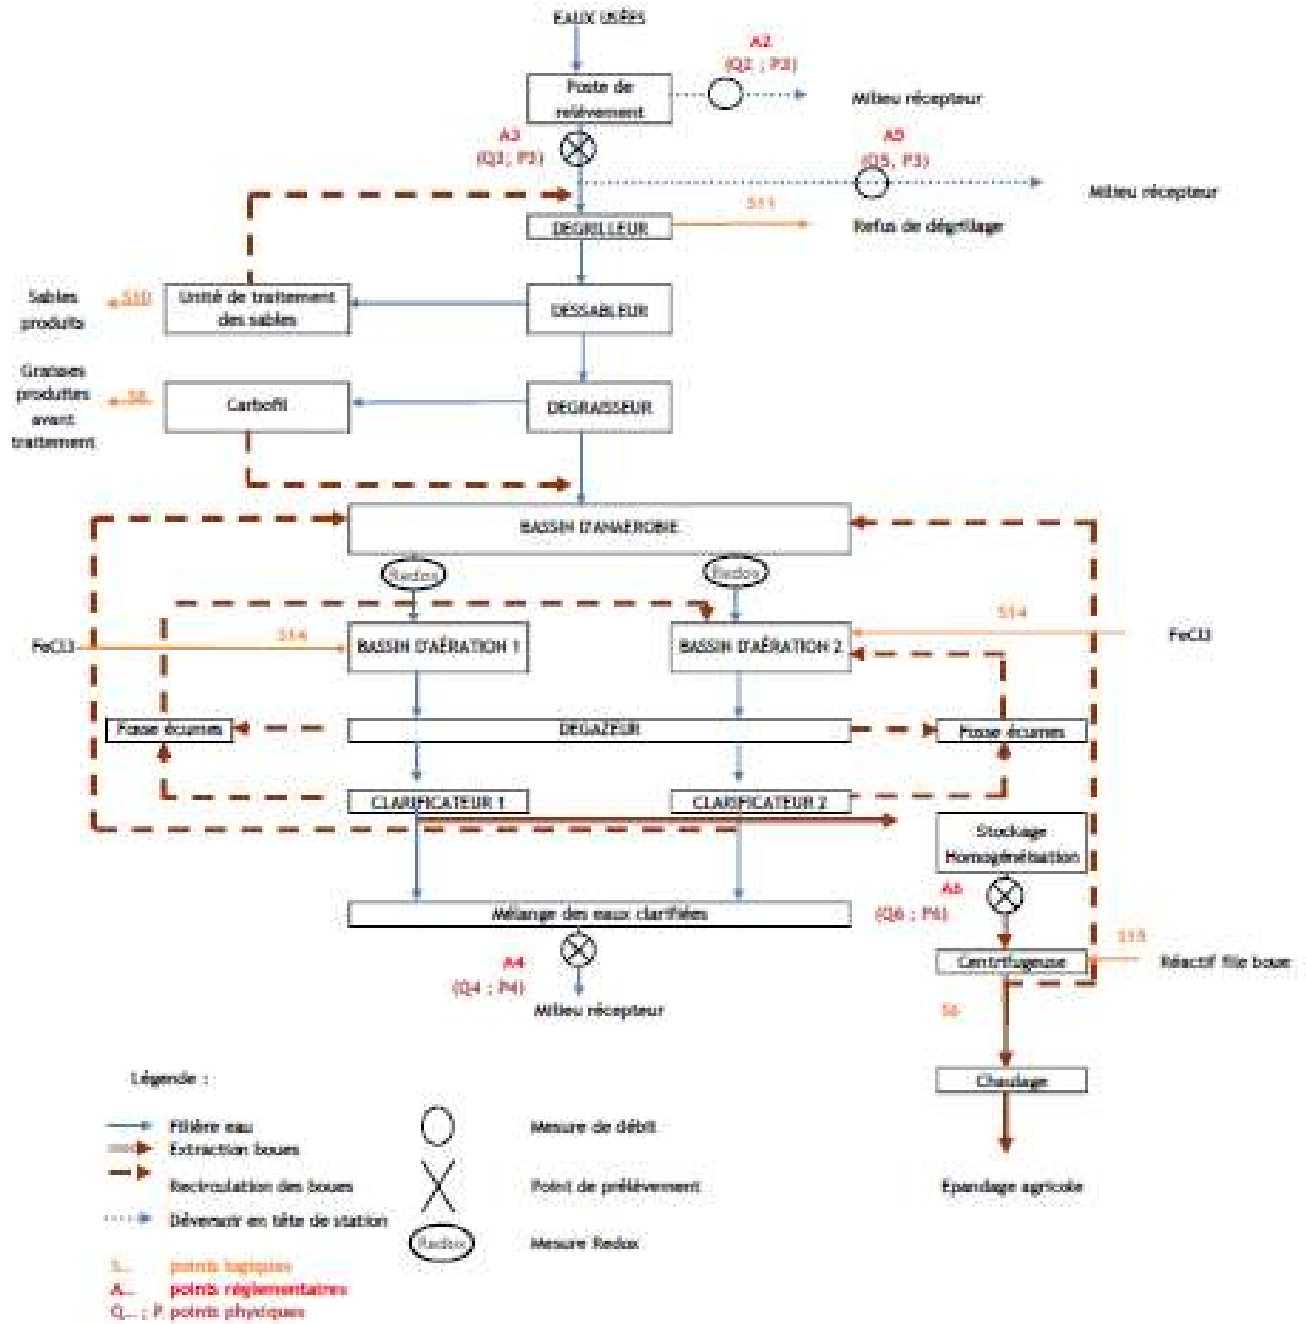 EAUX USÉES
A2
(Q2 ; P3)
Poste de
relèvement
Milieu récepteur
A3
(Q3; P3)
A5
(Q5, P3)
Milieu récepteur
S11
DEGRILLEUR
Refus de dégrillage
Sables
produits
S10
Unité de traitement
des sables
DESSABLEUR
Graisses
produites
avant
traitement
Carbofil
DEGRAISSEUR
BASSIN D'ANAEROBIE
Redox
Redox
FeCl3
S14
BASSIN D'AÉRATION 1
BASSIN D'AÉRATION 2
S14
FeCl3
Fosse écumes
DEGAZEUR
Fosse écumes
CLARIFICATEUR 1
CLARIFICATEUR 2
Stockage
Homogénéisation
A6
(Q6 ; P6)
Mélange des eaux clarifiées
A4
(Q4 ; P4)
Milieu récepteur
Centrifugeuse
S15
Réactif file boue
S6
Chaulage
Epandage agricole
Légende :
Filière eau
Extraction boues
Recirculation des boues
Déversoir en tête de station
S... points logiques
A... points réglementaires
Q... ; P points physiques
Mesure de débit
Point de prélèvement
Redox
Mesure Redox